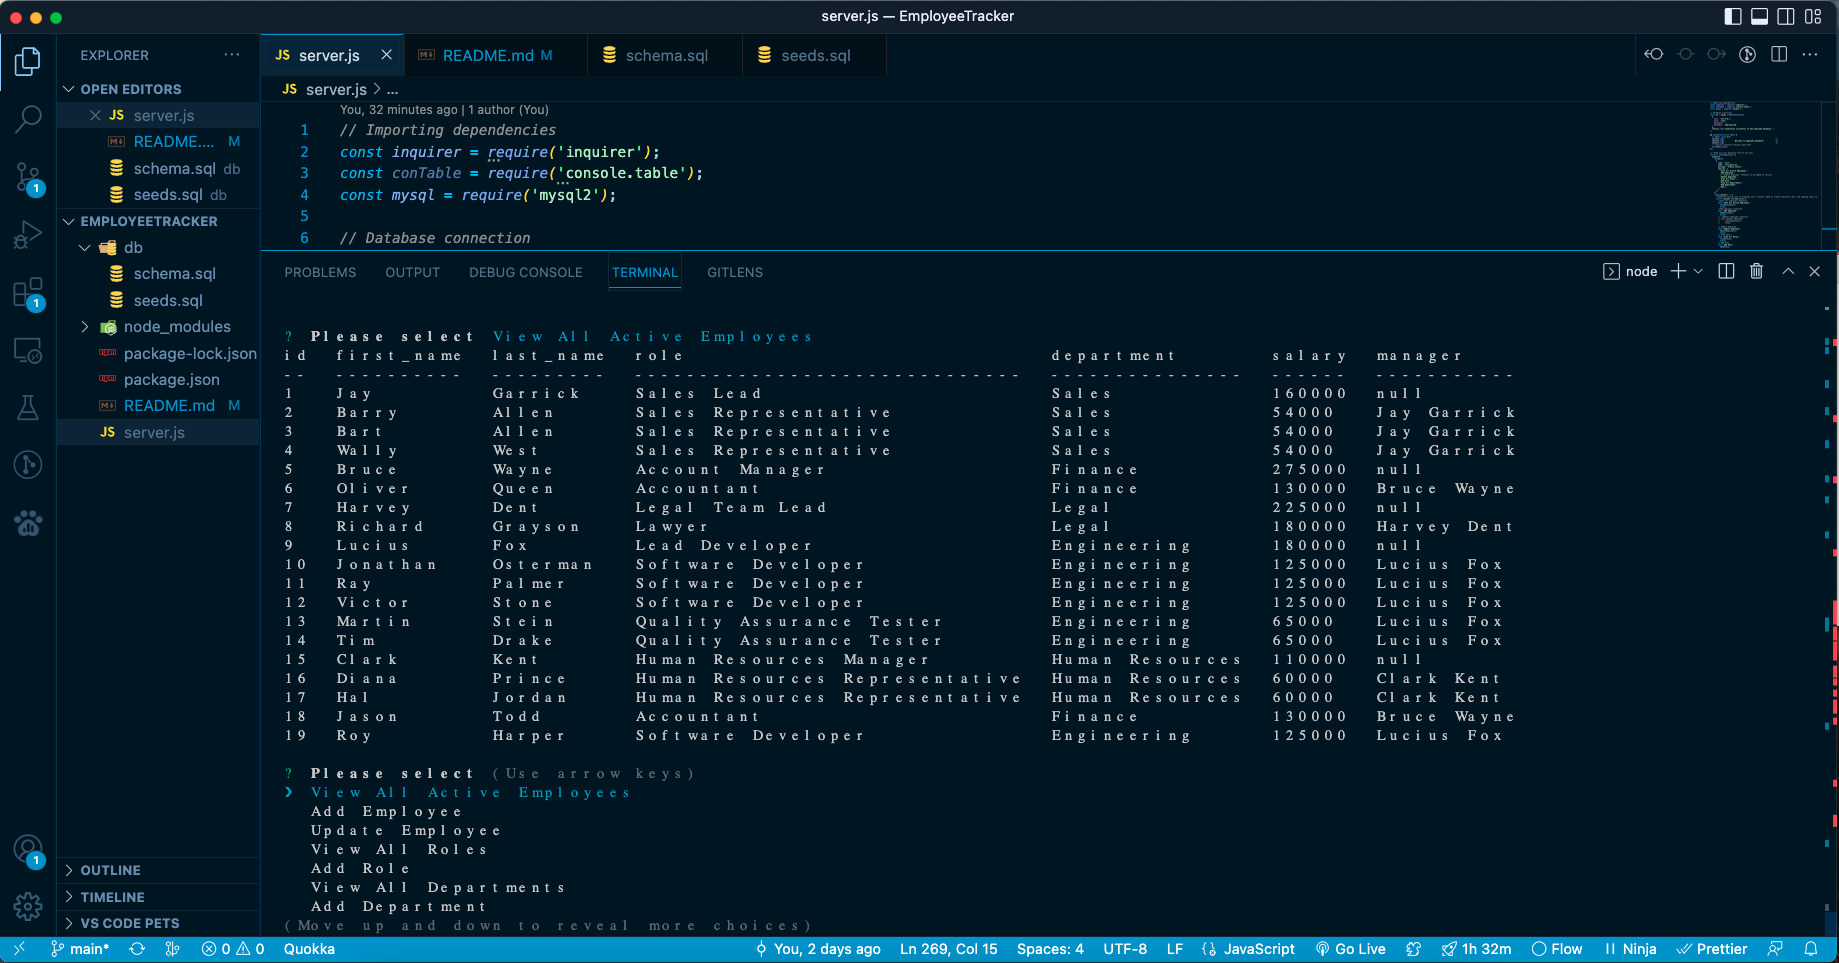 server.js — EmployeeTracker
EXPLORER
OPEN EDITORS
JS server.js
README.... M
schema.sql db
seeds.sql db
EMPLOYEETRACKER
db
schema.sql
seeds.sql
node_modules
package-lock.json
package.json
README.md M
JS server.js
OUTLINE
TIMELINE
VS CODE PETS
1
1
1
JS server.js
README.md M
schema.sql
seeds.sql
JS server.js > ...
You, 32 minutes ago | 1 author (You)
1 // Importing dependencies
2 const inquirer = require('inquirer');
3 const conTable = require('console.table');
4 const mysql = require('mysql2');
5
6 // Database connection
PROBLEMS OUTPUT DEBUG CONSOLE TERMINAL GITLENS
node
? Please select View All Active Employees
id first_name last_name role department salary manager
-- ---------- --------- ------------------------------ --------------- ------ -----------
1 Jay Garrick Sales Lead Sales 160000 null
2 Barry Allen Sales Representative Sales 54000 Jay Garrick
3 Bart Allen Sales Representative Sales 54000 Jay Garrick
4 Wally West Sales Representative Sales 54000 Jay Garrick
5 Bruce Wayne Account Manager Finance 275000 null
6 Oliver Queen Accountant Finance 130000 Bruce Wayne
7 Harvey Dent Legal Team Lead Legal 225000 null
8 Richard Grayson Lawyer Legal 180000 Harvey Dent
9 Lucius Fox Lead Developer Engineering 180000 null
10 Jonathan Osterman Software Developer Engineering 125000 Lucius Fox
11 Ray Palmer Software Developer Engineering 125000 Lucius Fox
12 Victor Stone Software Developer Engineering 125000 Lucius Fox
13 Martin Stein Quality Assurance Tester Engineering 65000 Lucius Fox
14 Tim Drake Quality Assurance Tester Engineering 65000 Lucius Fox
15 Clark Kent Human Resources Manager Human Resources 110000 null
16 Diana Prince Human Resources Representative Human Resources 60000 Clark Kent
17 Hal Jordan Human Resources Representative Human Resources 60000 Clark Kent
18 Jason Todd Accountant Finance 130000 Bruce Wayne
19 Roy Harper Software Developer Engineering 125000 Lucius Fox
? Please select (Use arrow keys)
❯ View All Active Employees
Add Employee
Update Employee
View All Roles
Add Role
View All Departments
Add Department
(Move up and down to reveal more choices)
main* 0 0 Quokka You, 2 days ago Ln 269, Col 15 Spaces: 4 UTF-8 LF JavaScript Go Live 1h 32m Flow Ninja Prettier